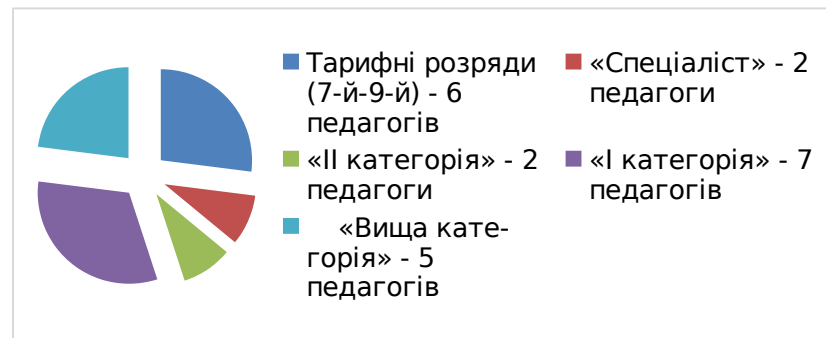 Тарифні розряди
(7-й-9-й) - 6
педагогів
«Спеціаліст» - 2
педагоги
«ІІ категорія» - 2
педагоги
«І категорія» - 7
педагогів
«Вища кате-
горія» - 5
педагогів